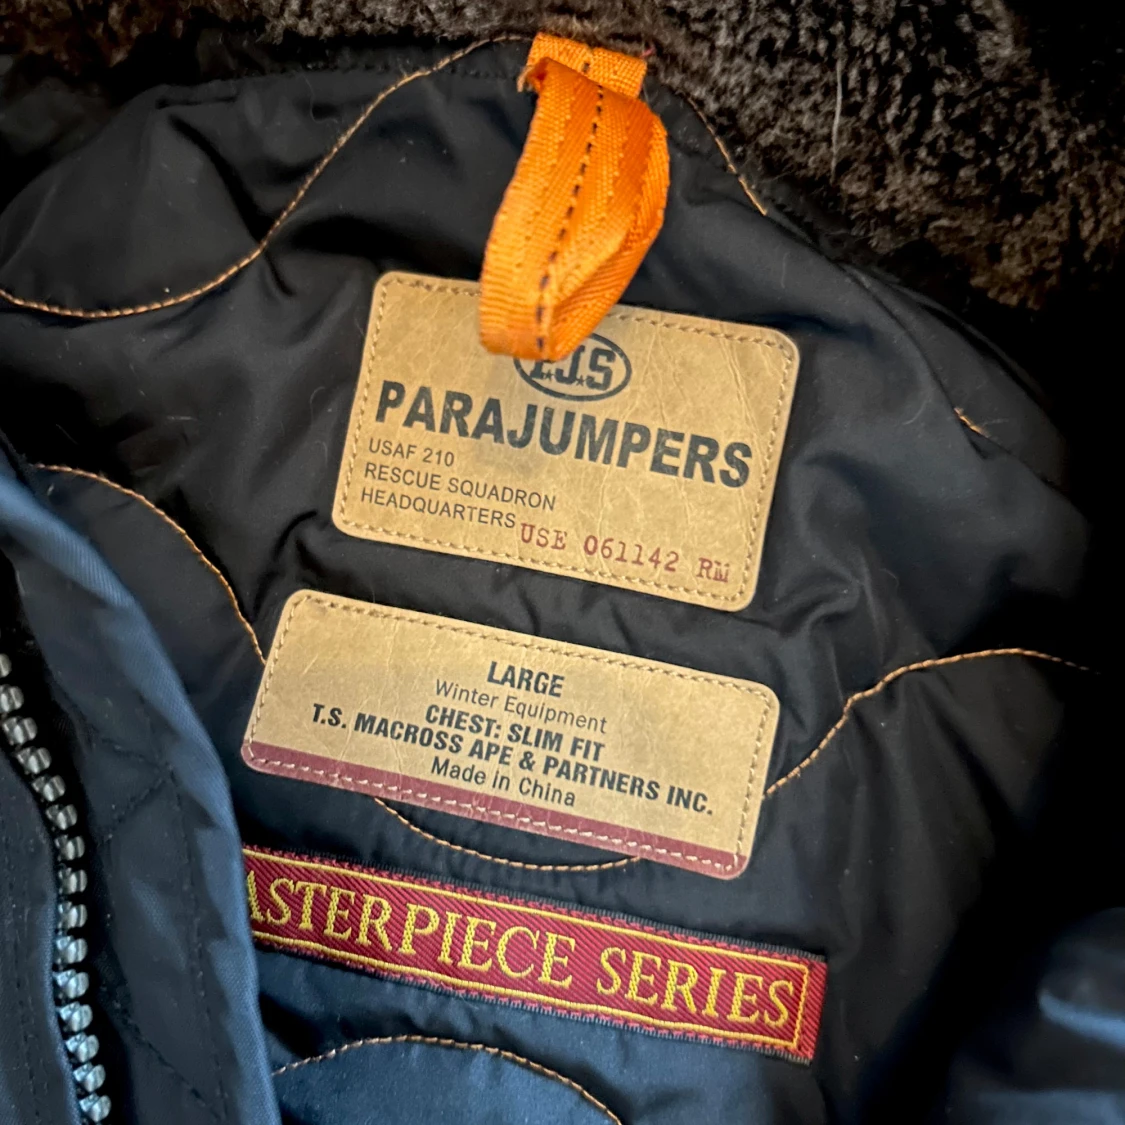 P.J.S
PARAJUMPERS
USAF 210
RESCUE SQUADRON
HEADQUARTERS
USE 061142 RM
LARGE
Winter Equipment
CHEST: SLIM FIT
T.S. MACROSS APE & PARTNERS INC.
Made in China
ASTERPIECE SERIES